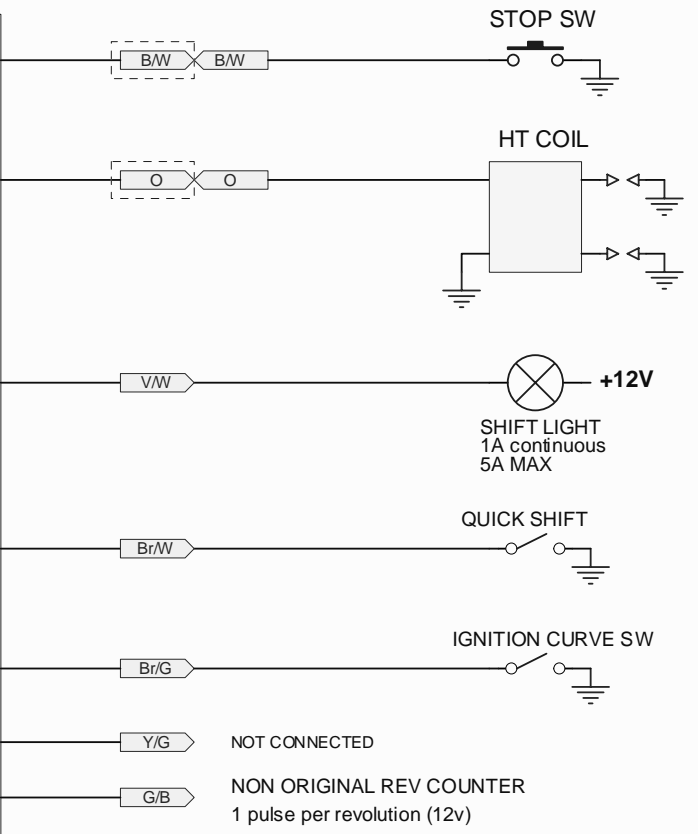 STOP SW
B/W B/W
HT COIL
O O
V/W
+12V
SHIFT LIGHT
1A continuous
5A MAX
QUICK SHIFT
Br/W
IGNITION CURVE SW
Br/G
Y/G NOT CONNECTED
G/B NON ORIGINAL REV COUNTER
1 pulse per revolution (12v)